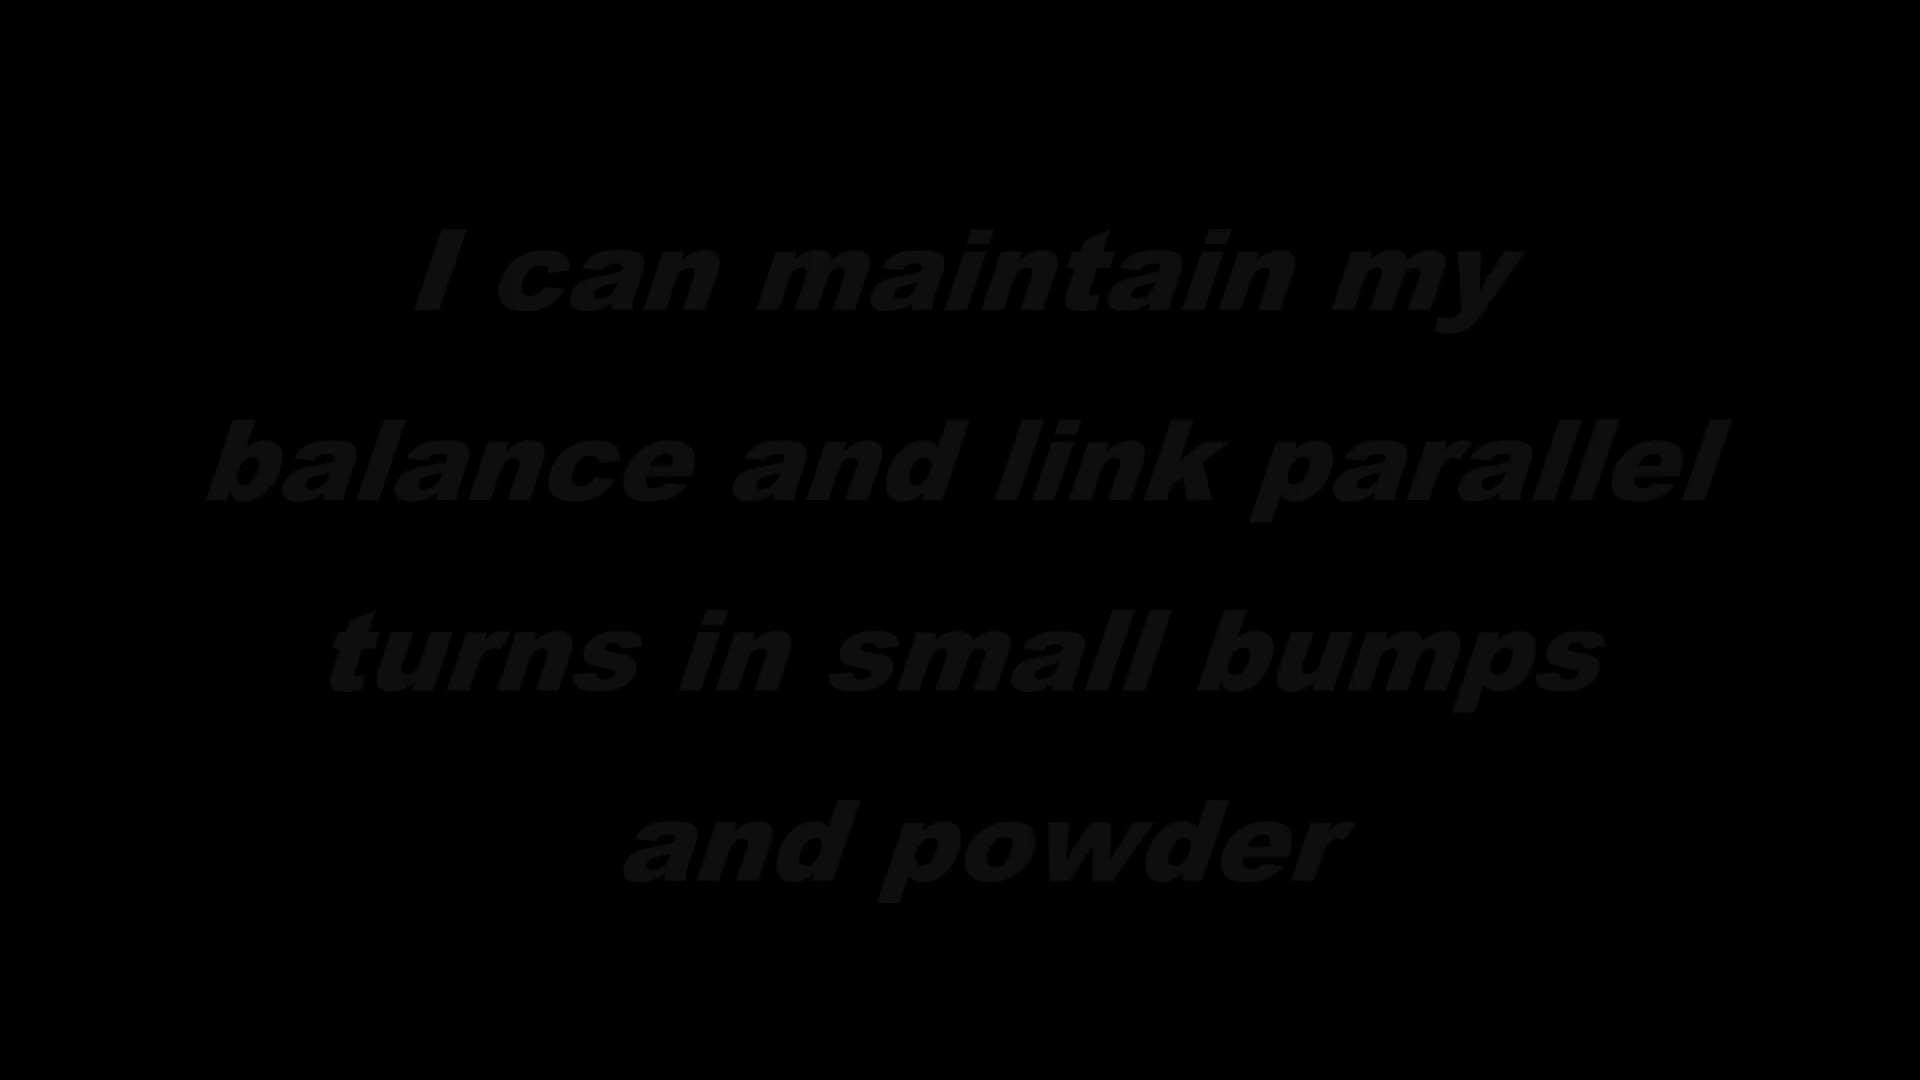 I can maintain my
balance and link parallel
turns in small bumps
and powder